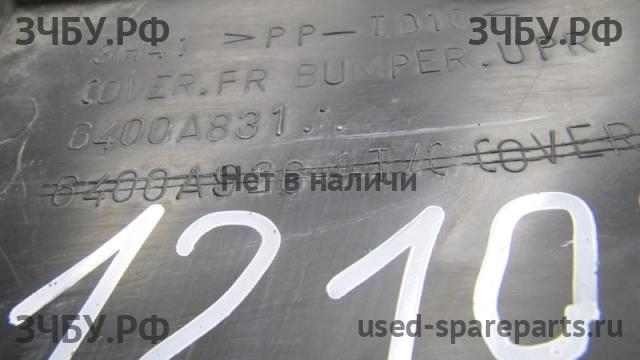 ЗЧБУ.РФ ЗЧБУ.РФ
>PP-TD10<
COVER.FR BUMPER.UPR
6400A831
COVER
Нет в наличи
1210
ЗЧБУ.РФ used-spareparts.ru